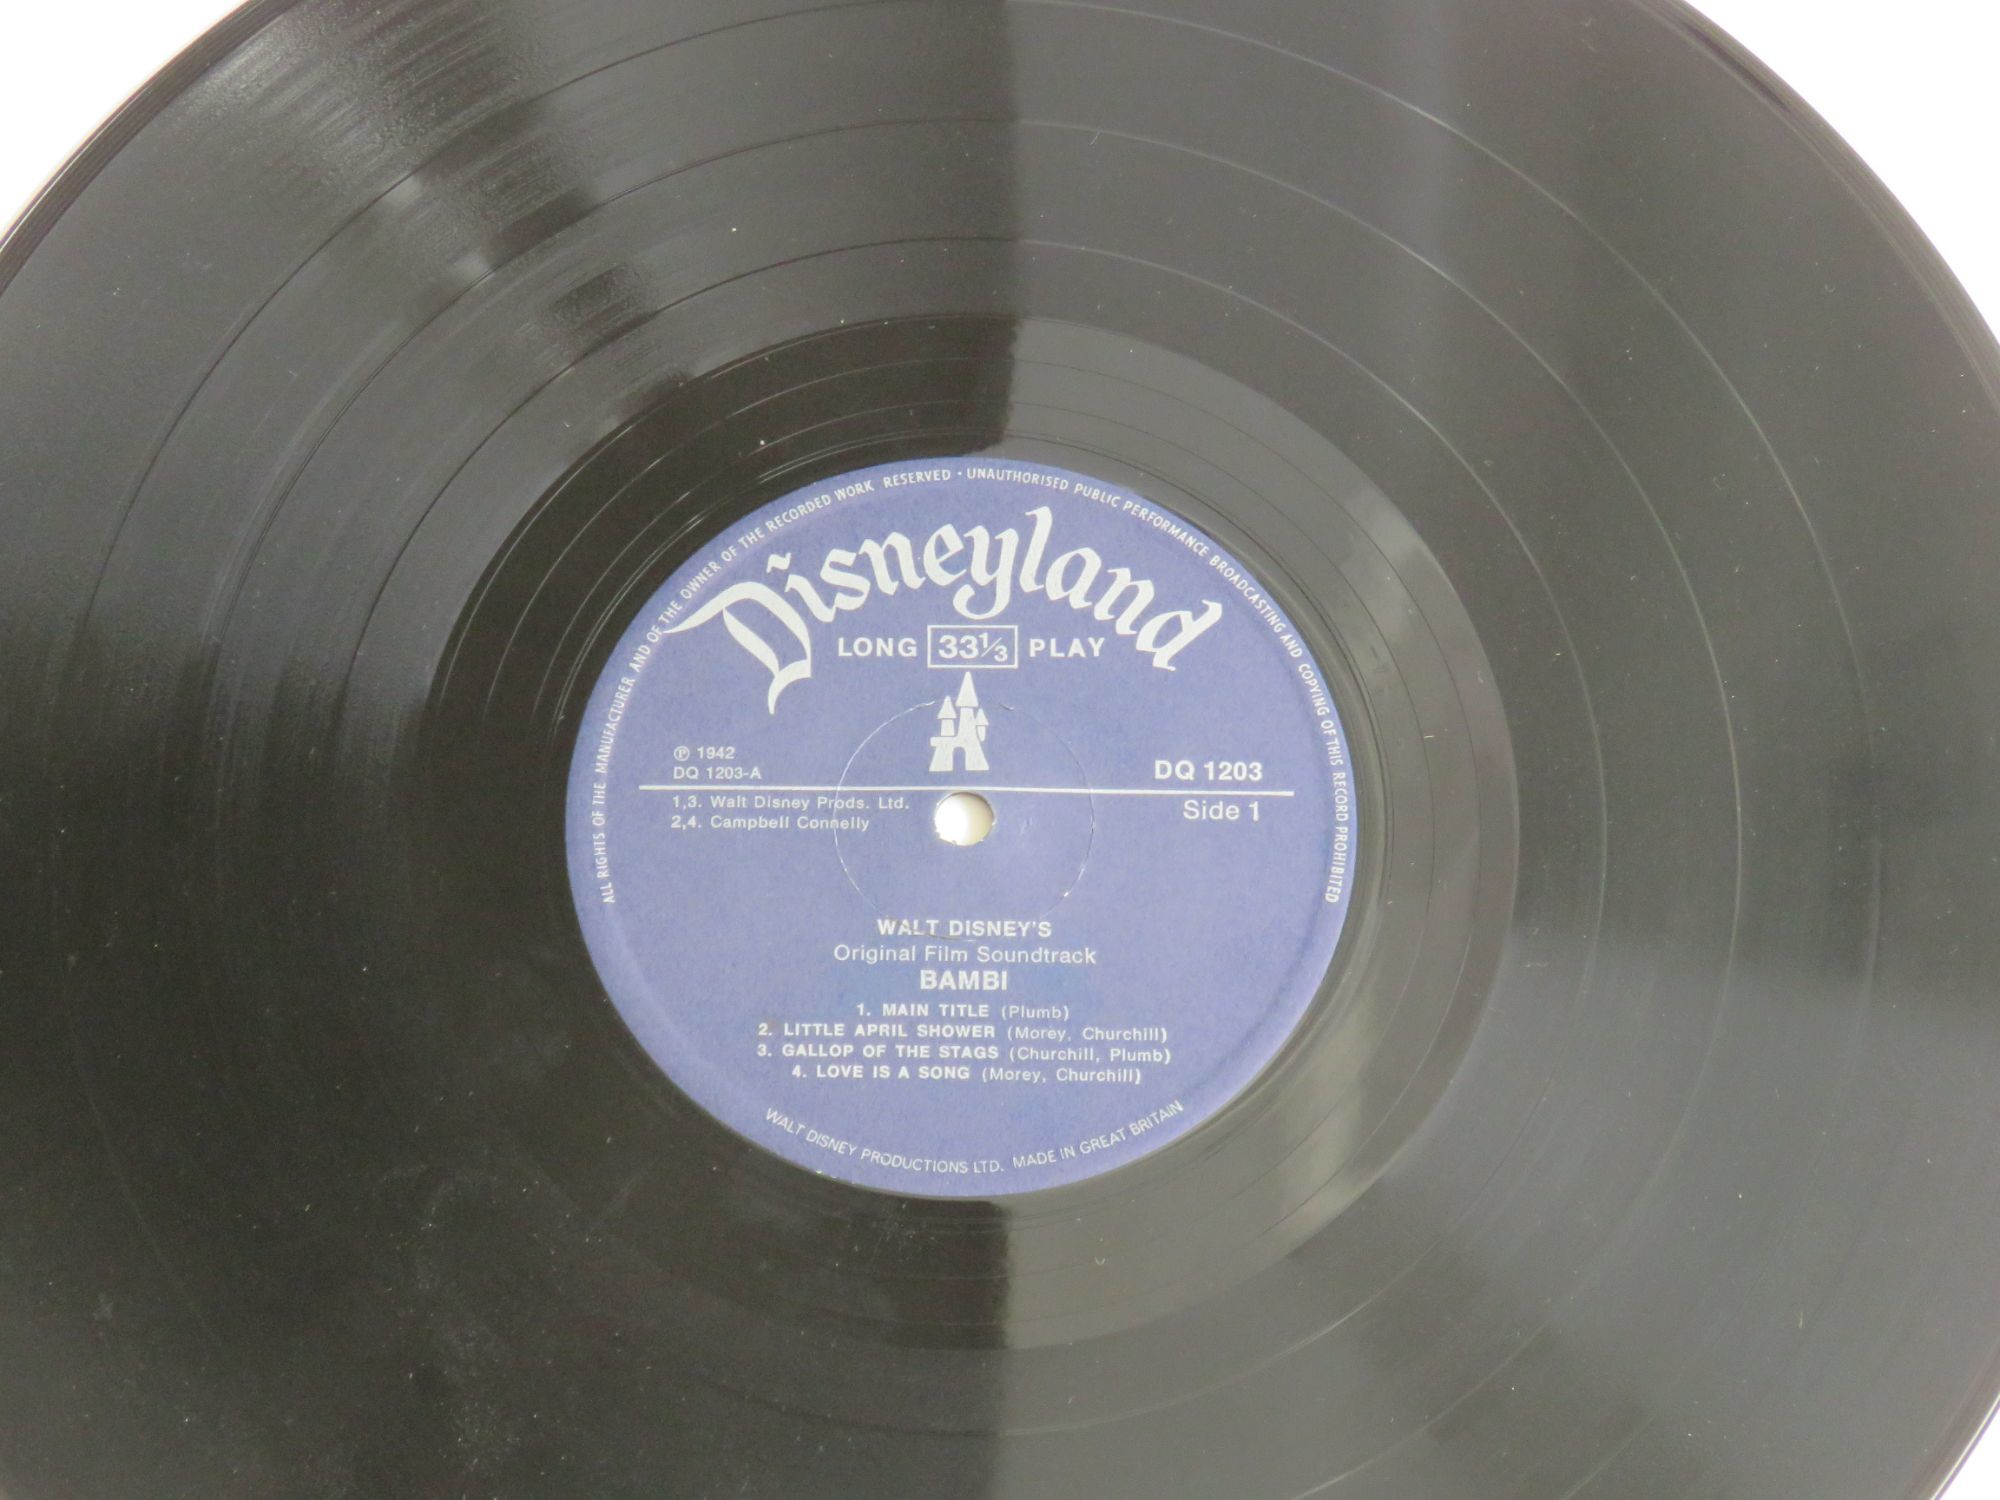 ALL RIGHTS OF THE MANUFACTURER AND OF THE OWNER OF THE RECORDED WORK RESERVED · UNAUTHORISED PUBLIC PERFORMANCE BROADCASTING AND COPYING OF THIS RECORD PROHIBITED
Disneyland
LONG 33⅓ PLAY
℗ 1942
DQ 1203-A
DQ 1203
1,3. Walt Disney Prods. Ltd.
2,4. Campbell Connelly
Side 1
WALT DISNEY'S
Original Film Soundtrack
BAMBI
1. MAIN TITLE (Plumb)
2. LITTLE APRIL SHOWER (Morey, Churchill)
3. GALLOP OF THE STAGS (Churchill, Plumb)
4. LOVE IS A SONG (Morey, Churchill)
WALT DISNEY PRODUCTIONS LTD. MADE IN GREAT BRITAIN